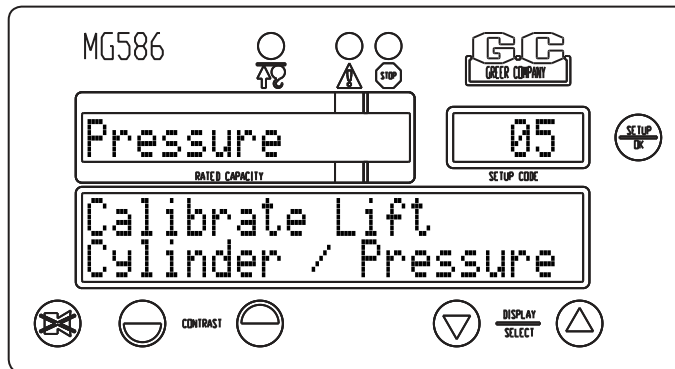 MG586
STOP
G.C
GREER COMPANY
Pressure
RATED CAPACITY
05
SETUP CODE
SETUP
OK
Calibrate Lift
Cylinder / Pressure
CONTRAST
DISPLAY
SELECT